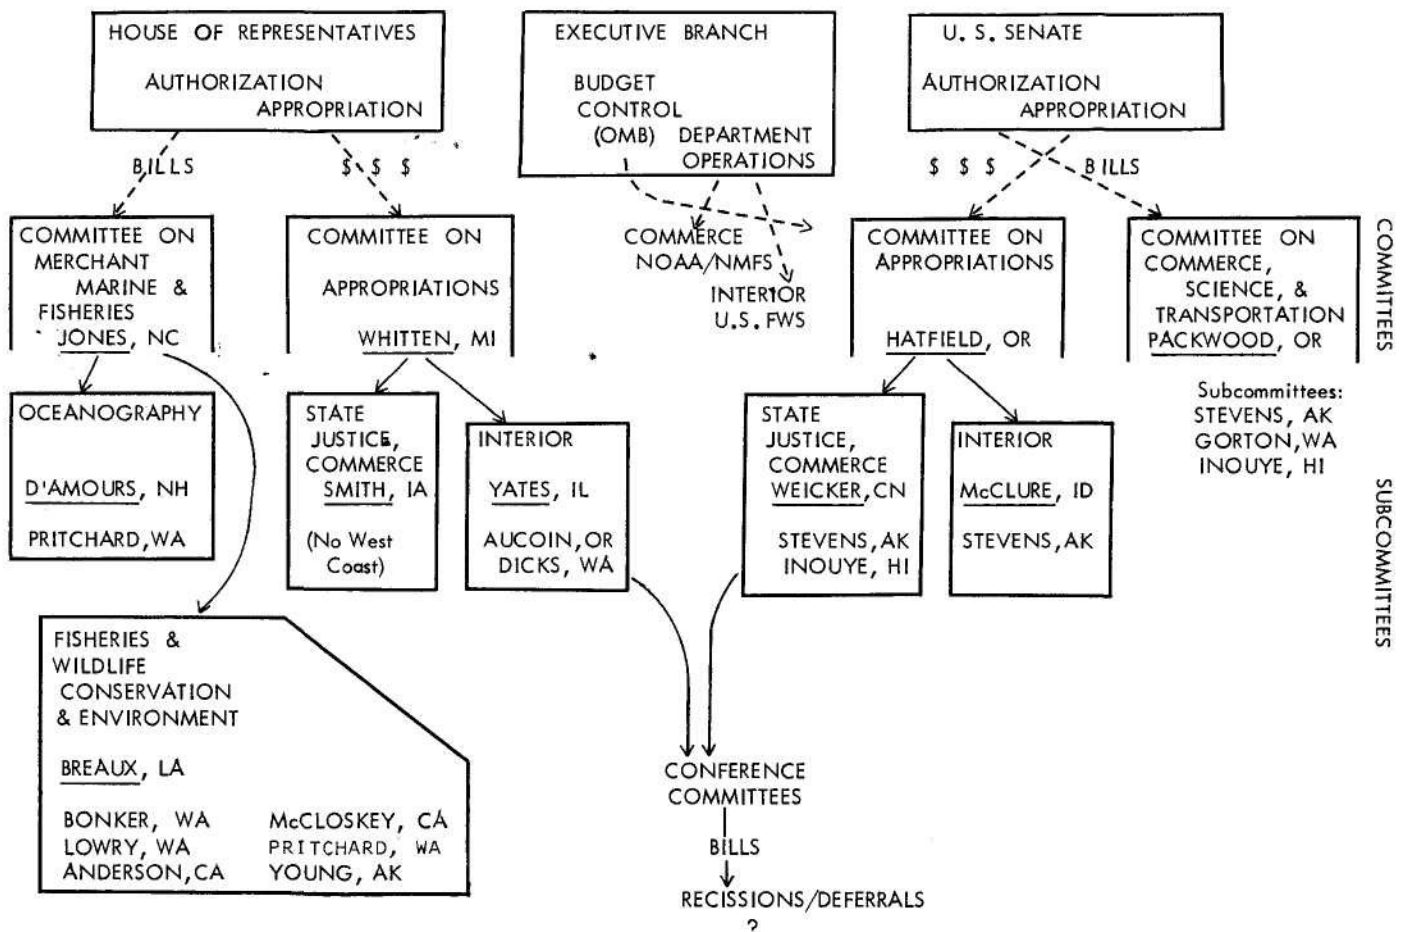 HOUSE OF REPRESENTATIVES
AUTHORIZATION
APPROPRIATION
BILLS
$ $ $
EXECUTIVE BRANCH
BUDGET
CONTROL
(OMB) DEPARTMENT
OPERATIONS
U. S. SENATE
AUTHORIZATION
APPROPRIATION
$ $ $
BILLS
COMMITTEE ON
MERCHANT
MARINE &
FISHERIES
JONES, NC
COMMITTEE ON
APPROPRIATIONS
WHITTEN, MI
COMMERCE
NOAA/NMFS
INTERIOR
U.S. FWS
COMMITTEE ON
APPROPRIATIONS
HATFIELD, OR
COMMITTEE ON
COMMERCE,
SCIENCE, &
TRANSPORTATION
PACKWOOD, OR
COMMITTEES
OCEANOGRAPHY
D'AMOURS, NH
PRITCHARD, WA
STATE
JUSTICE,
COMMERCE
SMITH, IA
(No West
Coast)
INTERIOR
YATES, IL
AUCOIN, OR
DICKS, WA
STATE
JUSTICE,
COMMERCE
WEICKER, CN
STEVENS, AK
INOUYE, HI
INTERIOR
McCLURE, ID
STEVENS, AK
Subcommittees:
STEVENS, AK
GORTON, WA
INOUYE, HI
SUBCOMMITTEES
FISHERIES &
WILDLIFE
CONSERVATION
& ENVIRONMENT
BREAUX, LA
BONKER, WA
LOWRY, WA
ANDERSON, CA
McCLOSKEY, CA
PRITCHARD, WA
YOUNG, AK
CONFERENCE
COMMITTEES
BILLS
RECISSIONS/DEFERRALS
?